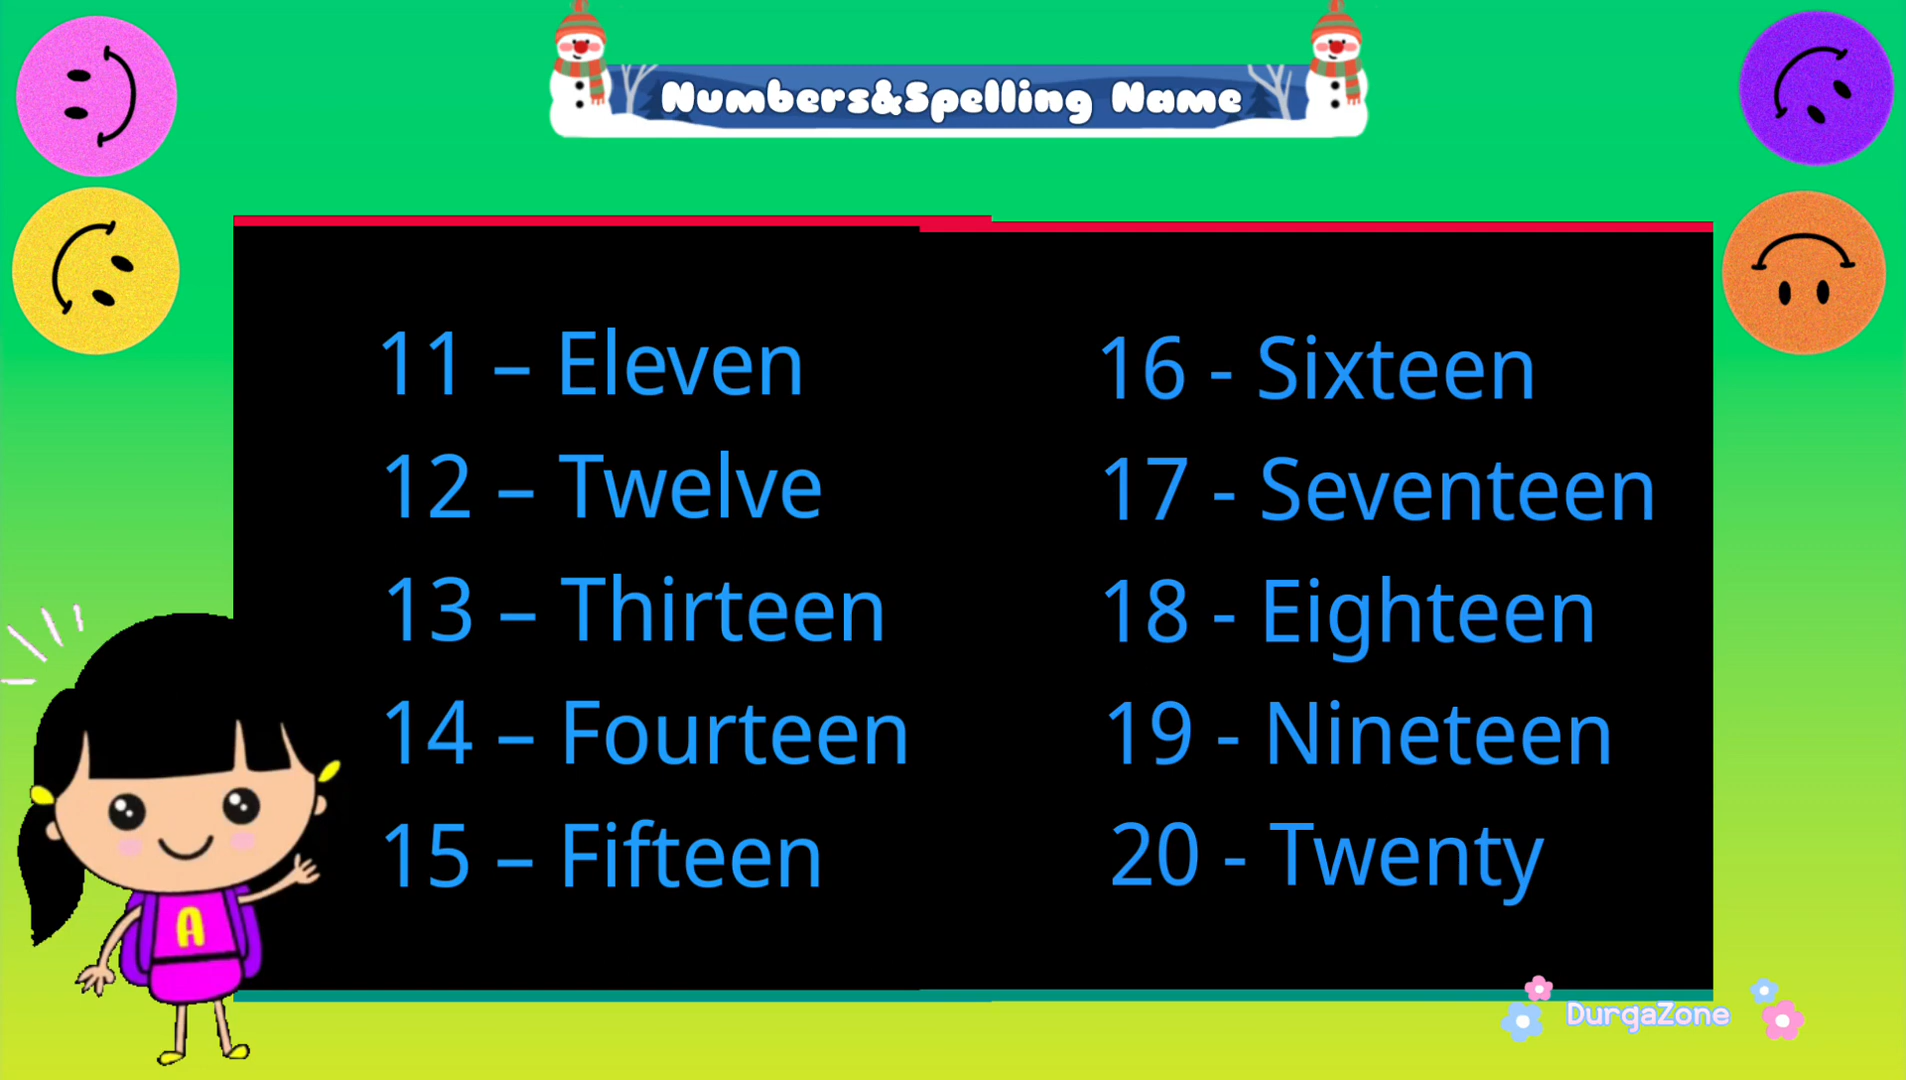 Numbers&Spelling Name
11 – Eleven
12 – Twelve
13 – Thirteen
14 – Fourteen
15 – Fifteen
16 - Sixteen
17 - Seventeen
18 - Eighteen
19 - Nineteen
20 - Twenty
A
DurgaZone